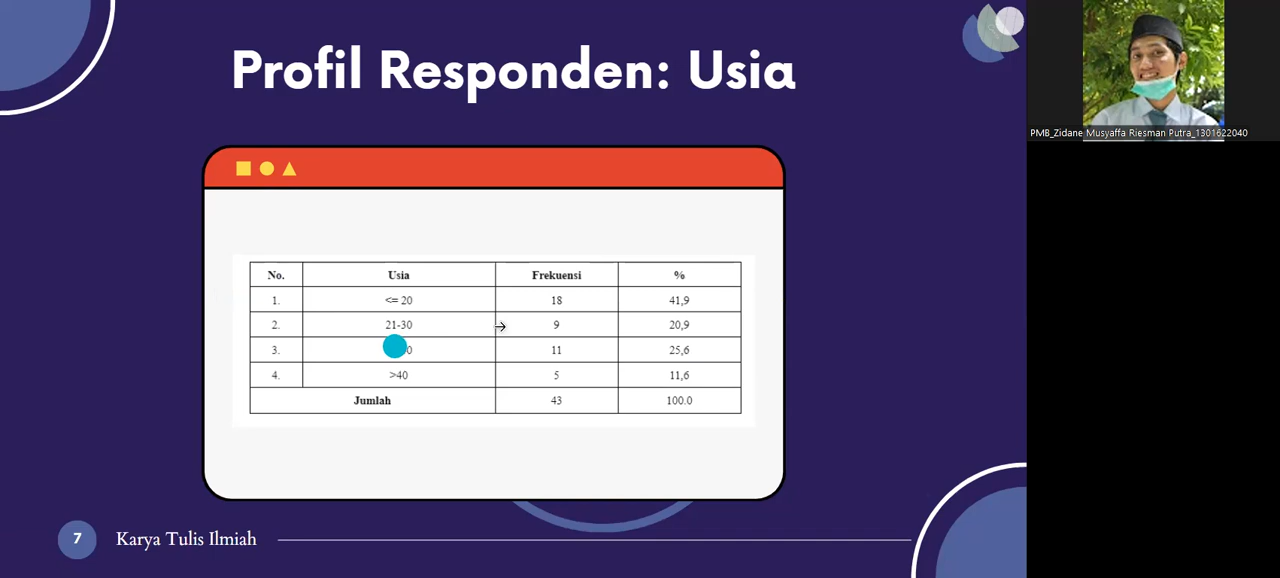 Profil Responden: Usia
PMB_Zidane Musyaffa Riesman Putra_1301622040
No. Usia Frekuensi %
1. <= 20 18 41,9
2. 21-30 9 20,9
3. 11 25,6
4. >40 5 11,6
Jumlah 43 100.0
7 Karya Tulis Ilmiah